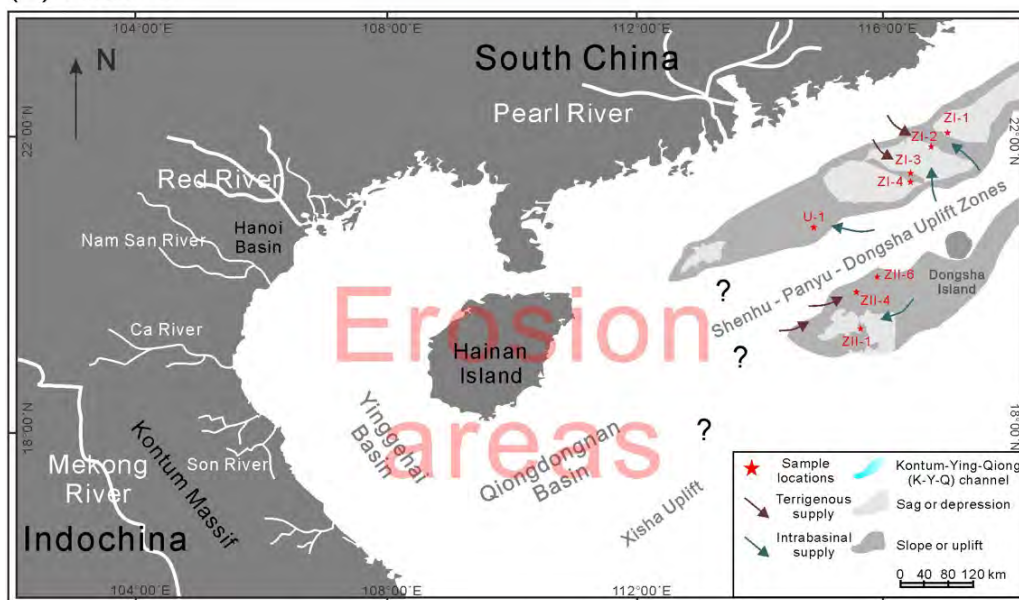 104°00′E
108°00′E
112°00′E
116°00′E
N
South China
Pearl River
22°00′N
22°00′N
ZI-1
ZI-2
ZI-3
ZI-4
U-1
Red River
Hanoi
Basin
Nam San River
Shenhu - Panyu - Dongsha Uplift Zones
ZII-6
ZII-4
ZII-1
Dongsha
Island
?
?
?
Ca River
Erosion
areas
Hainan
Island
Yinggehai
Basin
Qiongdongnan
Basin
Xisha Uplift
18°00′N
18°00′N
Mekong
River
Kontum Massif
Son River
Indochina
Sample
locations
Kontum-Ying-Qiong
(K-Y-Q) channel
Terrigenous
supply
Sag or depression
Intrabasinal
supply
Slope or uplift
0 40 80 120 km
104°00′E
108°00′E
112°00′E